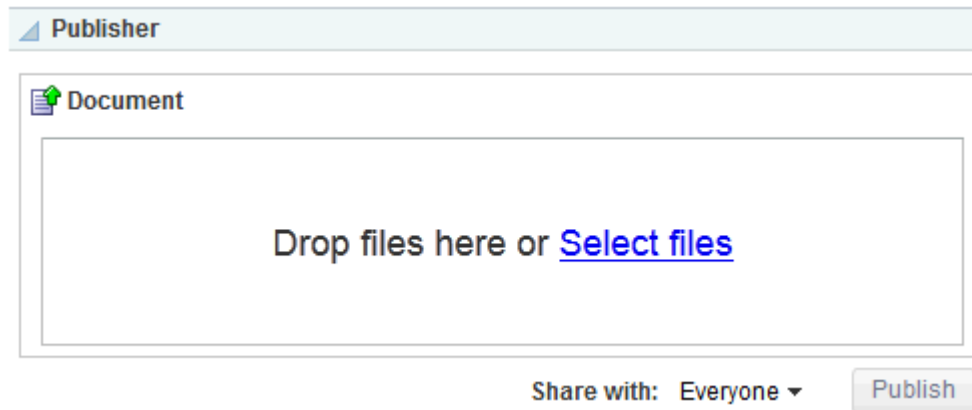 Publisher
Document
Drop files here or Select files
Share with: Everyone Publish